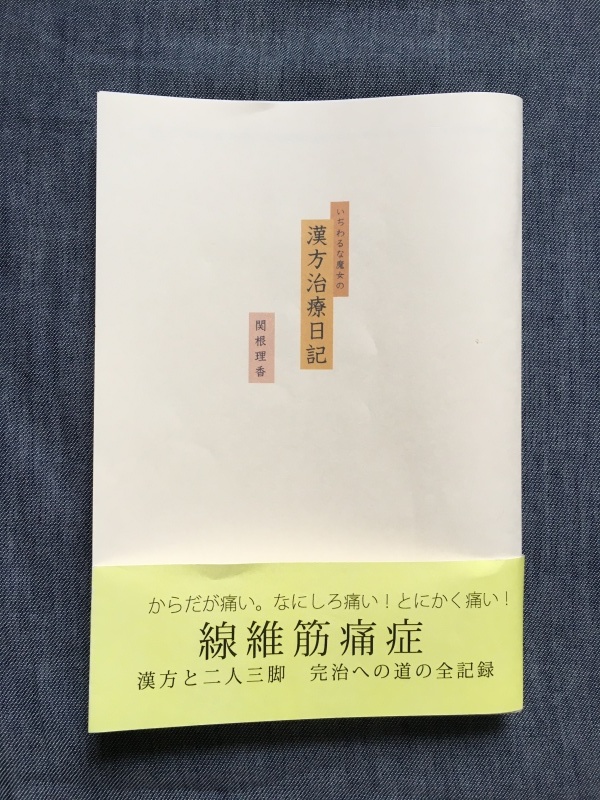 いぢわるな魔女の
漢方治療日記
関根理香
からだが痛い。なにしろ痛い！とにかく痛い！
線維筋痛症
漢方と二人三脚　完治への道の全記録